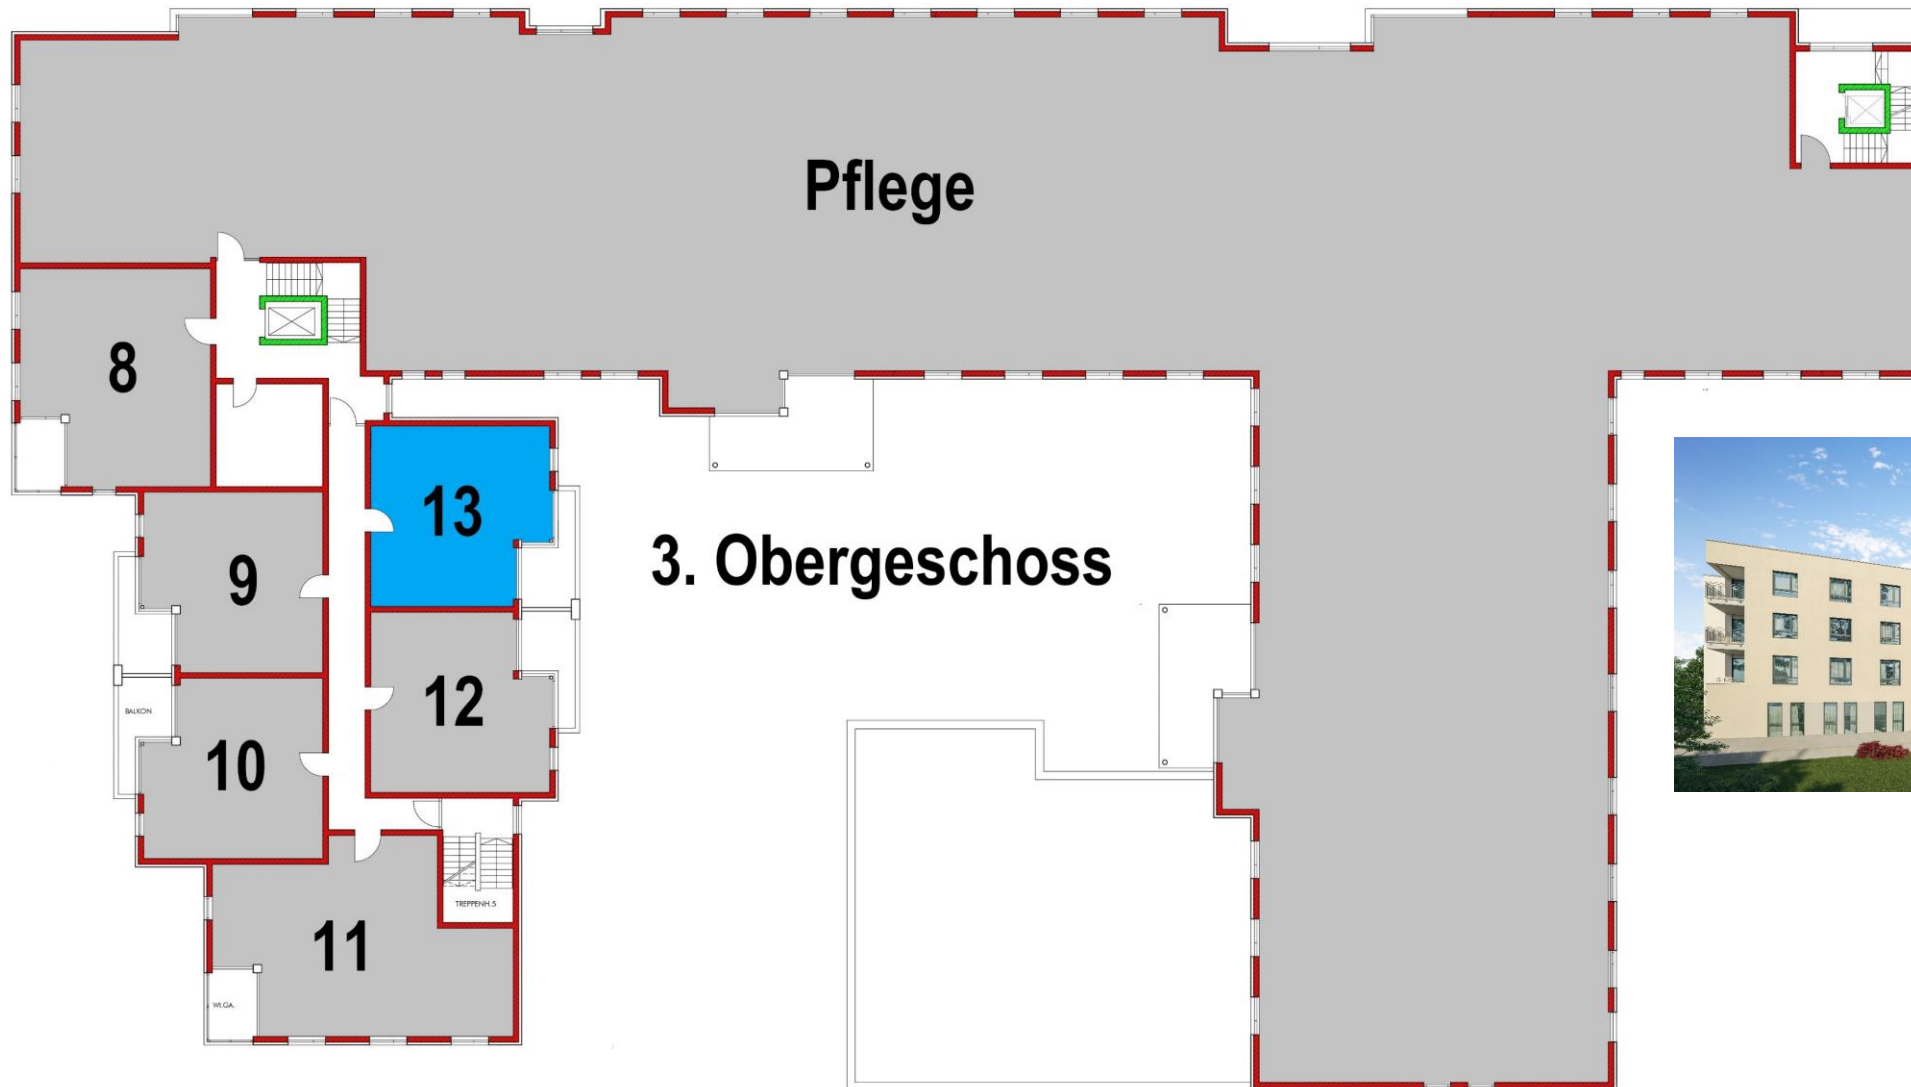 Pflege
8
13
3. Obergeschoss
9
12
BALKON
10
TREPPENH.5
11
WI.GA.